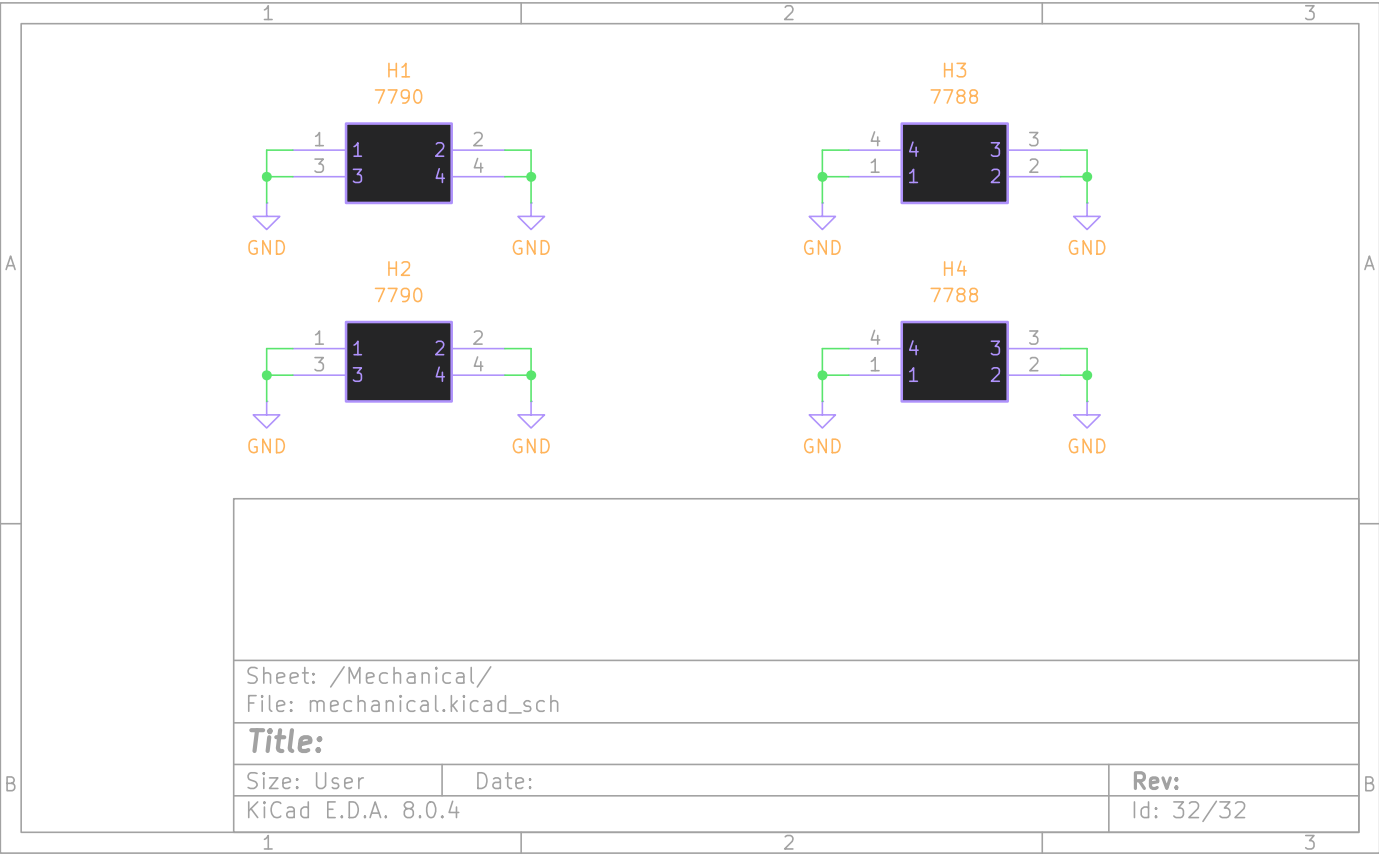 1 2 3
H1 H3
7790 7788
1 1 2 2 4 4 3 3
3 3 4 4 1 1 2 2
GND GND GND GND
A A
H2 H4
7790 7788
1 1 2 2 4 4 3 3
3 3 4 4 1 1 2 2
GND GND GND GND
Sheet: /Mechanical/
File: mechanical.kicad_sch
Title:
B Size: User Date: Rev: B
KiCad E.D.A. 8.0.4 Id: 32/32
1 2 3